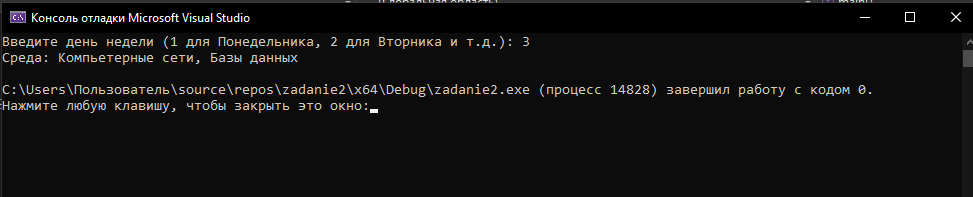 Консоль отладки Microsoft Visual Studio
Введите день недели (1 для Понедельника, 2 для Вторника и т.д.): 3
Среда: Компьетерные сети, Базы данных
C:\Users\Пользователь\source\repos\zadanie2\x64\Debug\zadanie2.exe (процесс 14828) завершил работу с кодом 0.
Нажмите любую клавишу, чтобы закрыть это окно: